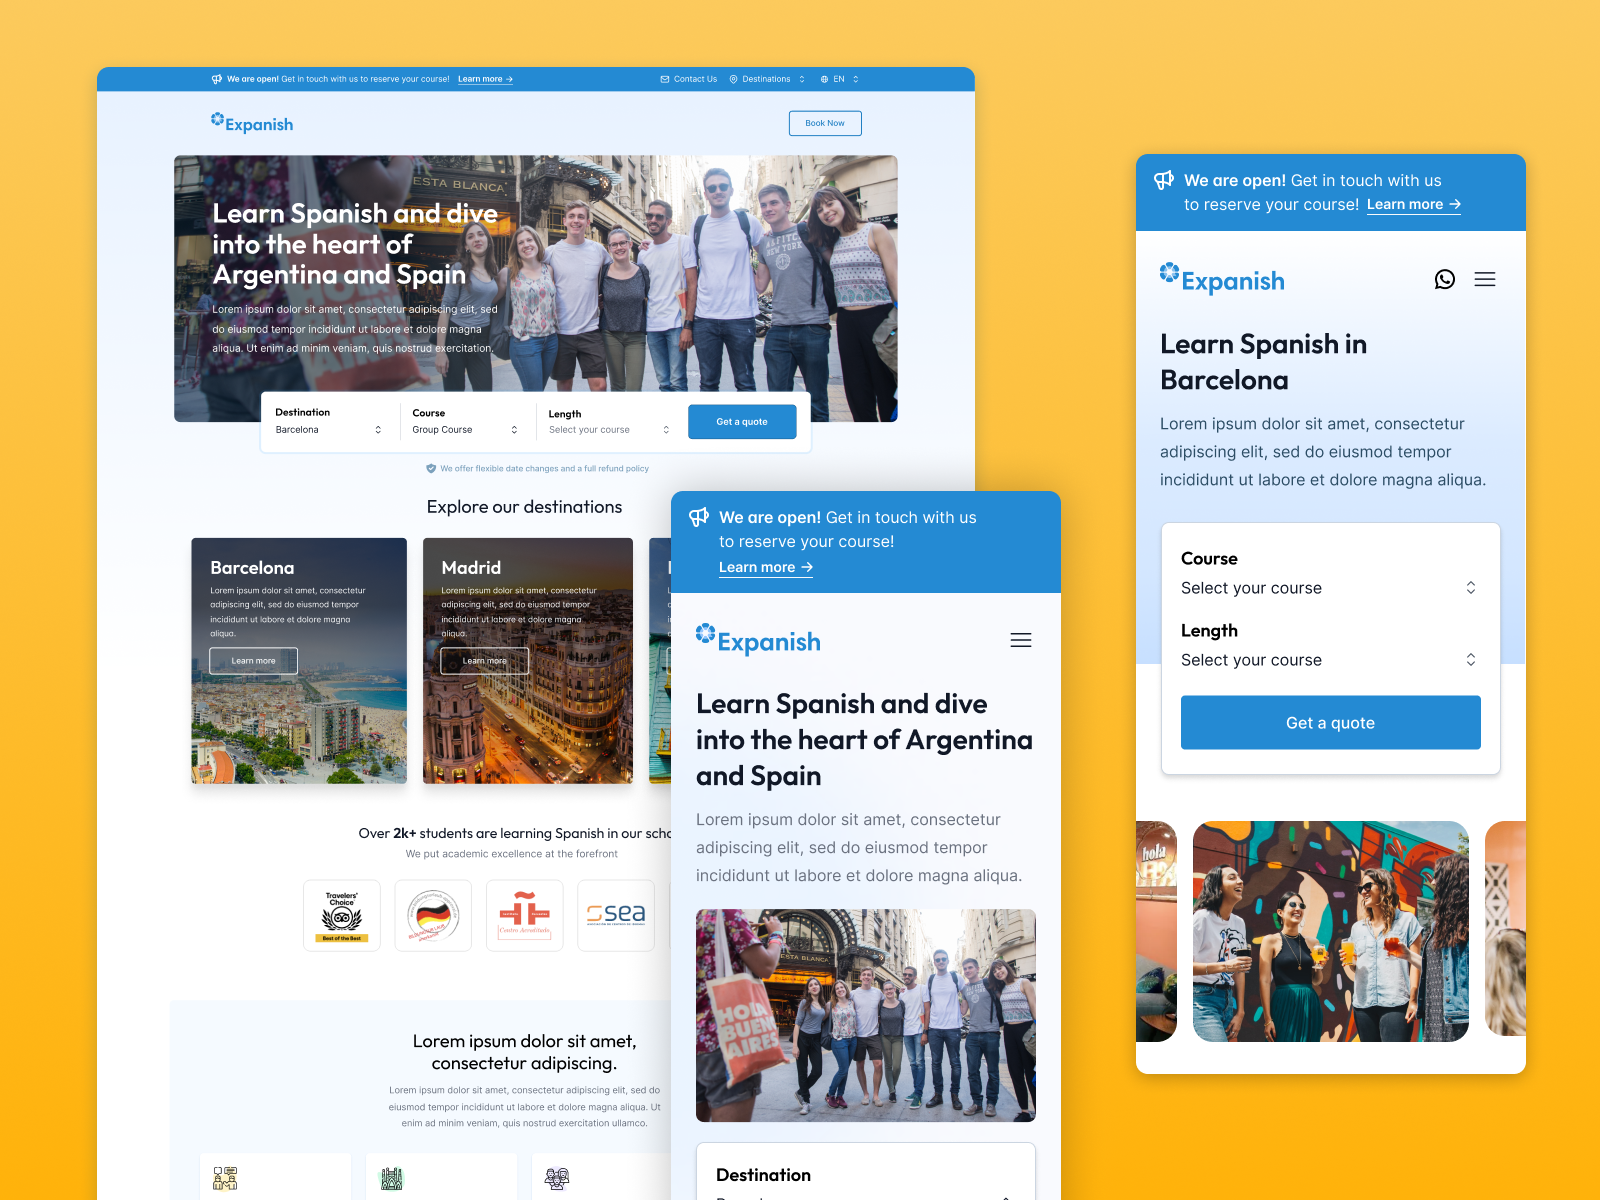 We are open! Get in touch with us to reserve your course! Learn more →
Contact Us
Destinations
EN
Expanish
Book Now
ESTA BLANCA
Learn Spanish and dive
into the heart of
Argentina and Spain
Lorem ipsum dolor sit amet, consectetur adipiscing elit, sed
do eiusmod tempor incididunt ut labore et dolore magna
aliqua. Ut enim ad minim veniam, quis nostrud exercitation.
Destination
Barcelona
Course
Group Course
Length
Select your course
Get a quote
We offer flexible date changes and a full refund policy
Explore our destinations
Barcelona
Lorem ipsum dolor sit amet, consectetur
adipiscing elit, sed do eiusmod tempor
incididunt ut labore et dolore magna
aliqua.
Learn more
Madrid
Lorem ipsum dolor sit amet, consectetur
adipiscing elit, sed do eiusmod tempor
incididunt ut labore et dolore magna
aliqua.
Learn more
Over 2k+ students are learning Spanish in our scho
We put academic excellence at the forefront
Travelers'
Choice
Best of the Best
Centro Acreditado
sea
Lorem ipsum dolor sit amet,
consectetur adipiscing.
Lorem ipsum dolor sit amet, consectetur adipiscing elit, sed do
eiusmod tempor incididunt ut labore et dolore magna aliqua. Ut
enim ad minim veniam, quis nostrud exercitation ullamco.
We are open! Get in touch with us
to reserve your course!
Learn more →
Expanish
Learn Spanish and dive
into the heart of Argentina
and Spain
Lorem ipsum dolor sit amet, consectetur
adipiscing elit, sed do eiusmod tempor
incididunt ut labore et dolore magna aliqua.
ESTA BLANCA
HOLA
BUEN
AIRES
Destination
We are open! Get in touch with us
to reserve your course! Learn more →
Expanish
Learn Spanish in
Barcelona
Lorem ipsum dolor sit amet, consectetur
adipiscing elit, sed do eiusmod tempor
incididunt ut labore et dolore magna aliqua.
Course
Select your course
Length
Select your course
Get a quote
hola